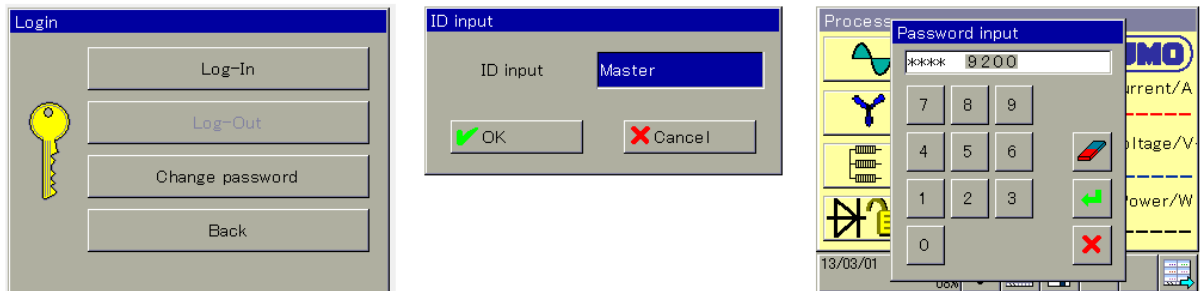 Login
Log-In
Log-Out
Change password
Back
ID input
ID input Master
OK Cancel
Process
Password input
**** 9200
7 8 9
4 5 6
1 2 3
0
UMO
urrent/A
oltage/V
ower/W
13/03/01